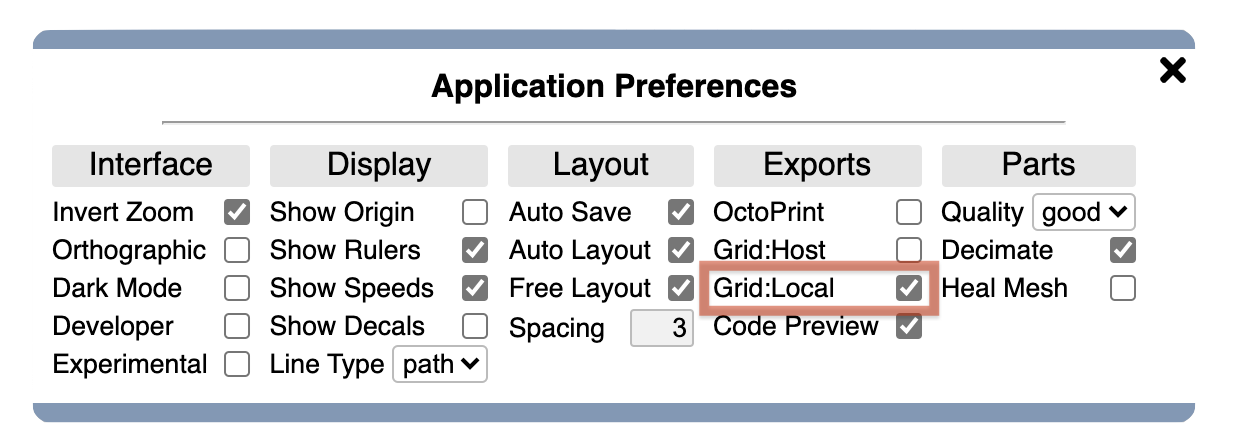 Application Preferences
Interface
Invert Zoom
Orthographic
Dark Mode
Developer
Experimental
Display
Show Origin
Show Rulers
Show Speeds
Show Decals
Line Type path
Layout
Auto Save
Auto Layout
Free Layout
Spacing 3
Exports
OctoPrint
Grid:Host
Grid:Local
Code Preview
Parts
Quality good
Decimate
Heal Mesh